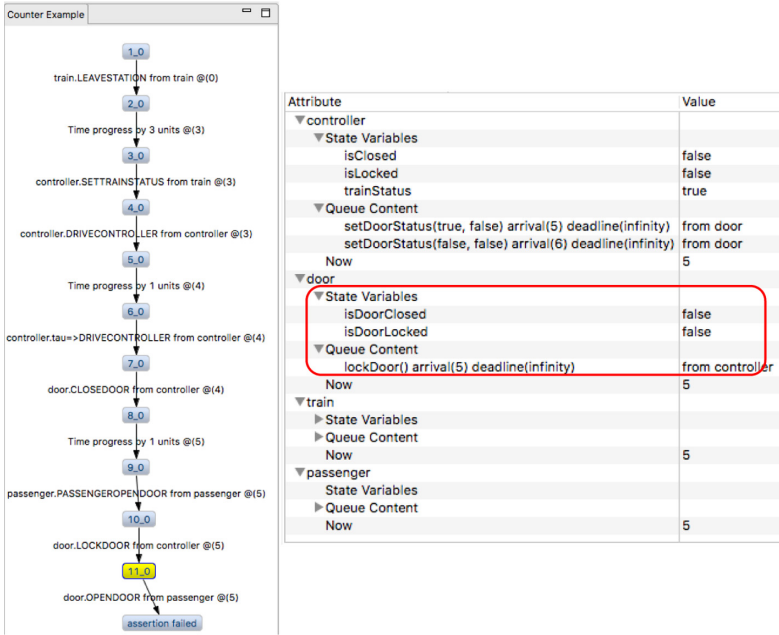 Counter Example
1_0
train.LEAVESTATION from train @(0)
2_0
Time progress by 3 units @(3)
3_0
controller.SETTRAINSTATUS from train @(3)
4_0
controller.DRIVECONTROLLER from controller @(3)
5_0
Time progress by 1 units @(4)
6_0
controller.tau=>DRIVECONTROLLER from controller @(4)
7_0
door.CLOSEDOOR from controller @(4)
8_0
Time progress by 1 units @(5)
9_0
passenger.PASSENGEROPENDOOR from passenger @(5)
10_0
door.LOCKDOOR from controller @(5)
11_0
door.OPENDOOR from passenger @(5)
assertion failed
Attribute Value
controller
State Variables
isClosed false
isLocked false
trainStatus true
Queue Content
setDoorStatus(true, false) arrival(5) deadline(infinity) from door
setDoorStatus(false, false) arrival(6) deadline(infinity) from door
Now 5
door
State Variables
isDoorClosed false
isDoorLocked false
Queue Content
lockDoor() arrival(5) deadline(infinity) from controller
Now 5
train
State Variables
Queue Content
Now 5
passenger
State Variables
Queue Content
Now 5